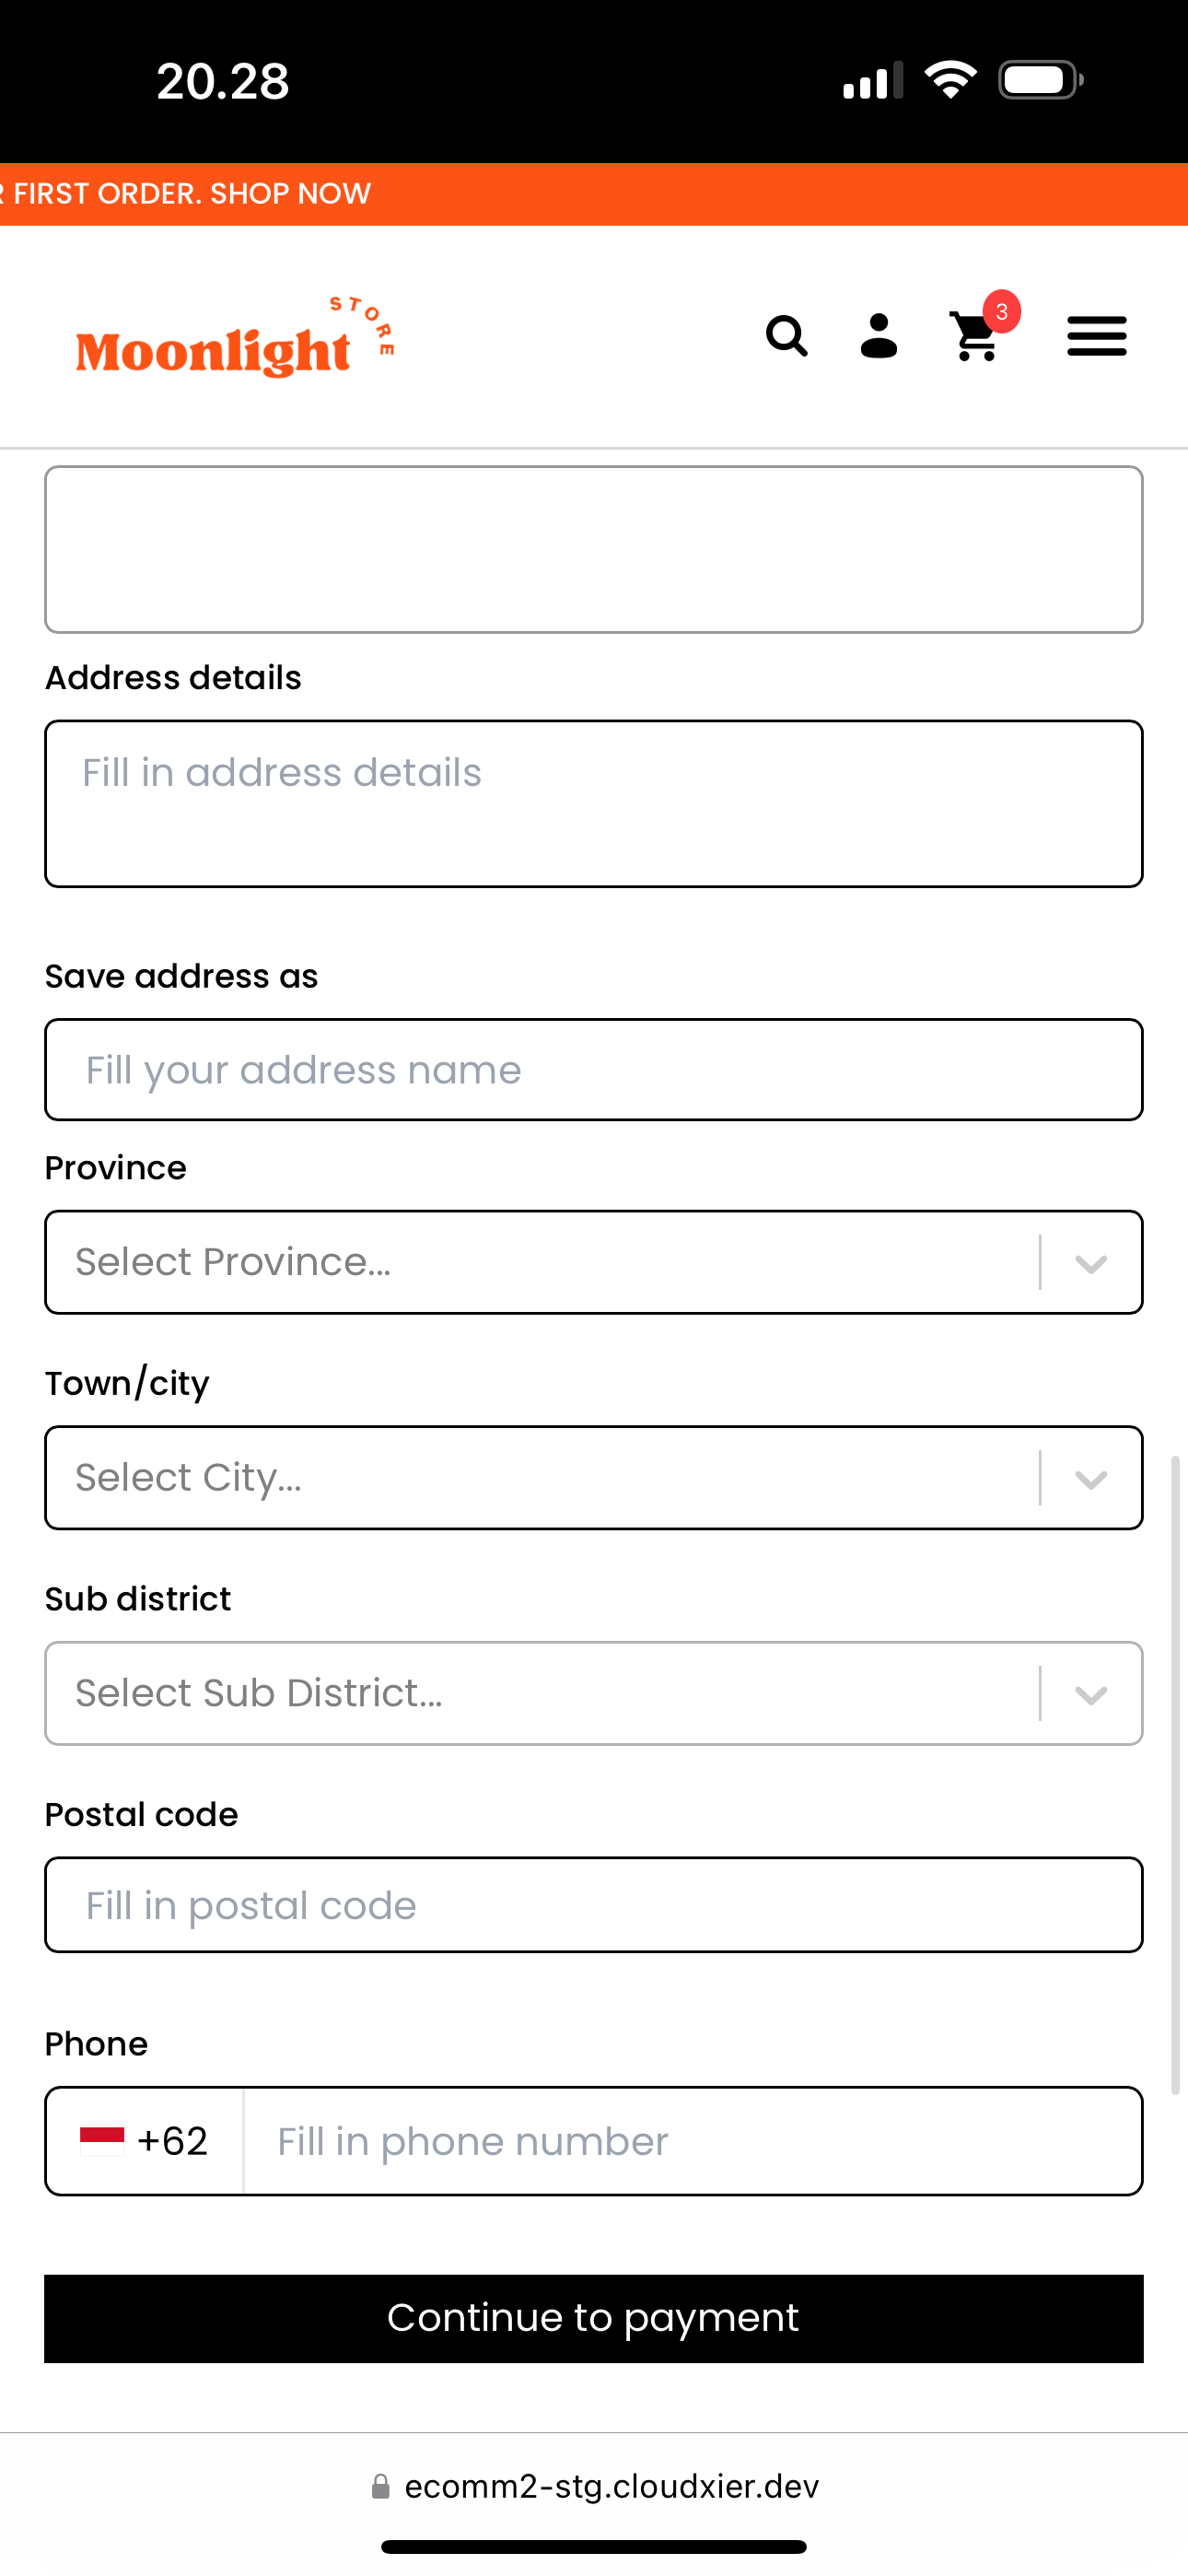 20.28
FIRST ORDER. SHOP NOW
Moonlight STORE
3
Address details
Fill in address details
Save address as
Fill your address name
Province
Select Province...
Town/city
Select City...
Sub district
Select Sub District...
Postal code
Fill in postal code
Phone
+62 Fill in phone number
Continue to payment
ecomm2-stg.cloudxier.dev